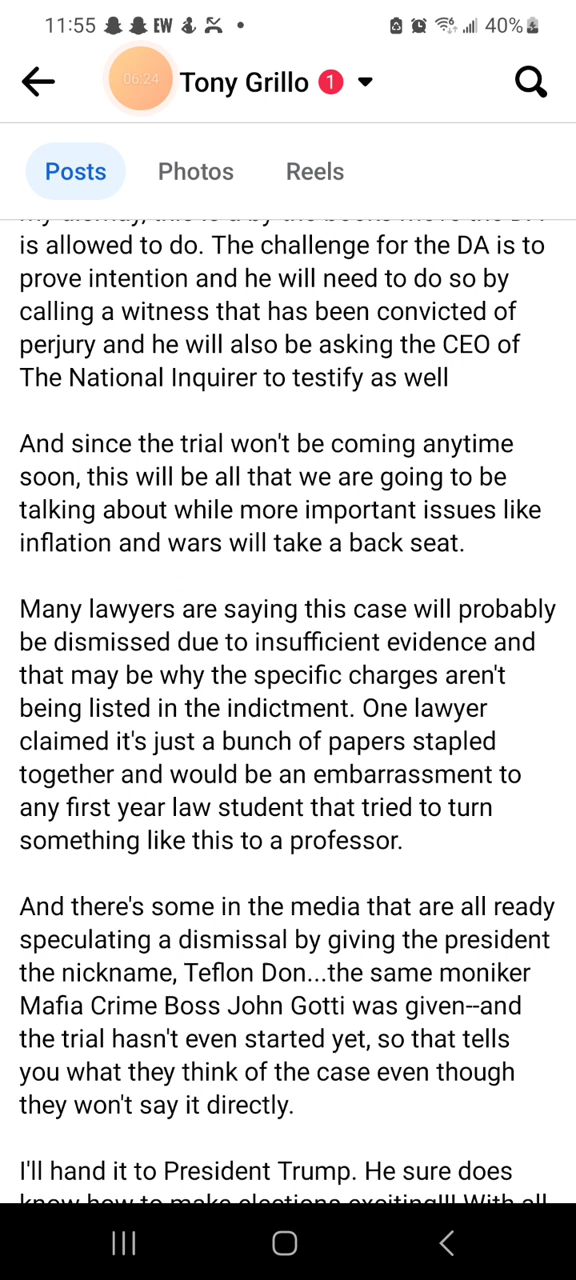 11:55 EW • 40%
06:24 Tony Grillo 1
Posts Photos Reels
is allowed to do. The challenge for the DA is to
prove intention and he will need to do so by
calling a witness that has been convicted of
perjury and he will also be asking the CEO of
The National Inquirer to testify as well
And since the trial won't be coming anytime
soon, this will be all that we are going to be
talking about while more important issues like
inflation and wars will take a back seat.
Many lawyers are saying this case will probably
be dismissed due to insufficient evidence and
that may be why the specific charges aren't
being listed in the indictment. One lawyer
claimed it's just a bunch of papers stapled
together and would be an embarrassment to
any first year law student that tried to turn
something like this to a professor.
And there's some in the media that are all ready
speculating a dismissal by giving the president
the nickname, Teflon Don...the same moniker
Mafia Crime Boss John Gotti was given--and
the trial hasn't even started yet, so that tells
you what they think of the case even though
they won't say it directly.
I'll hand it to President Trump. He sure does
know how to make elections exciting!!! With all